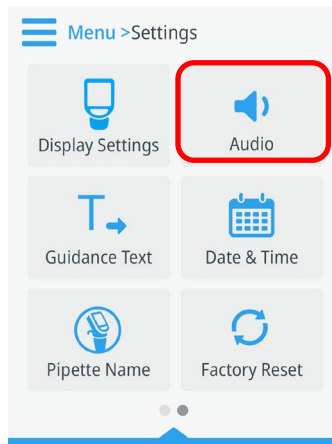 Menu >Settings
Display Settings
Audio
Guidance Text
Date & Time
Pipette Name
Factory Reset